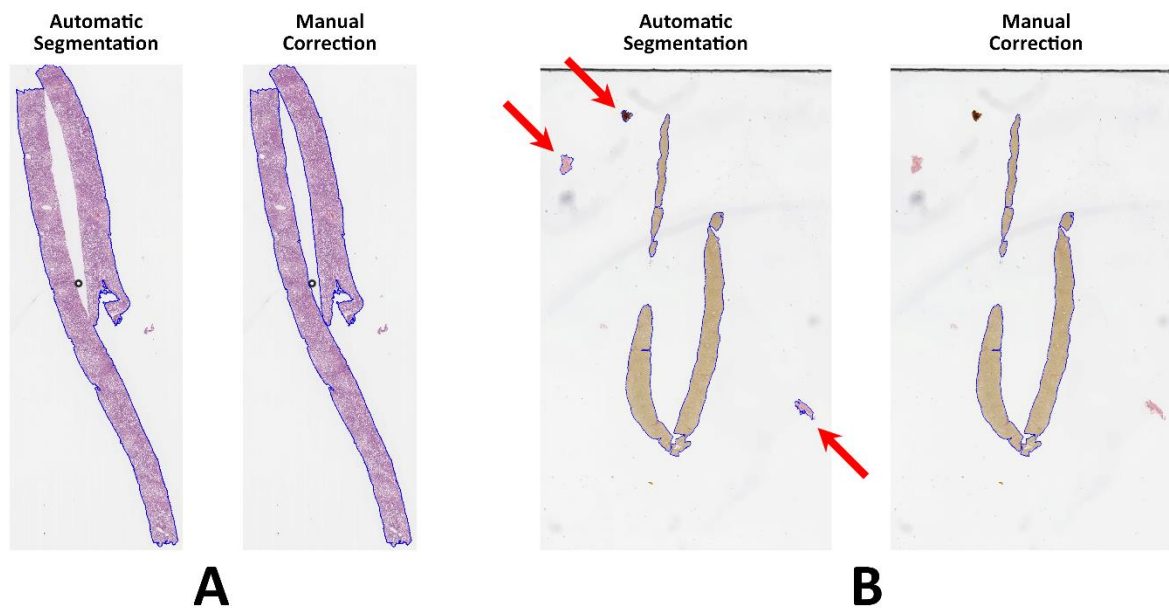 Automatic
Segmentation
Manual
Correction
Automatic
Segmentation
Manual
Correction
A
B